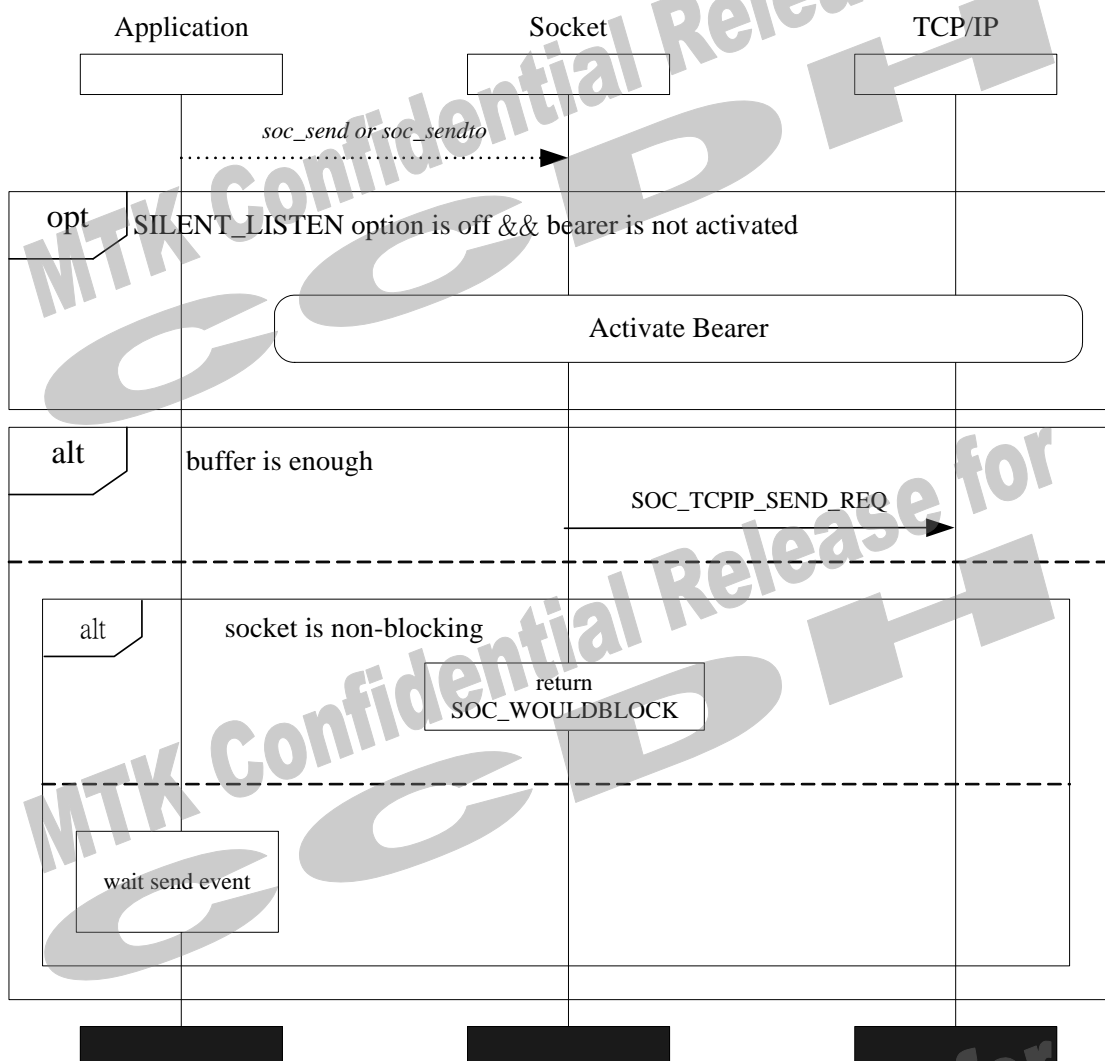 Application
Socket
TCP/IP
soc_send or soc_sendto
opt
SILENT_LISTEN option is off && bearer is not activated
Activate Bearer
MTK Confidential Release
CDH
alt
buffer is enough
SOC_TCPIP_SEND_REQ
alt
socket is non-blocking
return
SOC_WOULDBLOCK
wait send event
MTK Confidential Release for
CDH
for